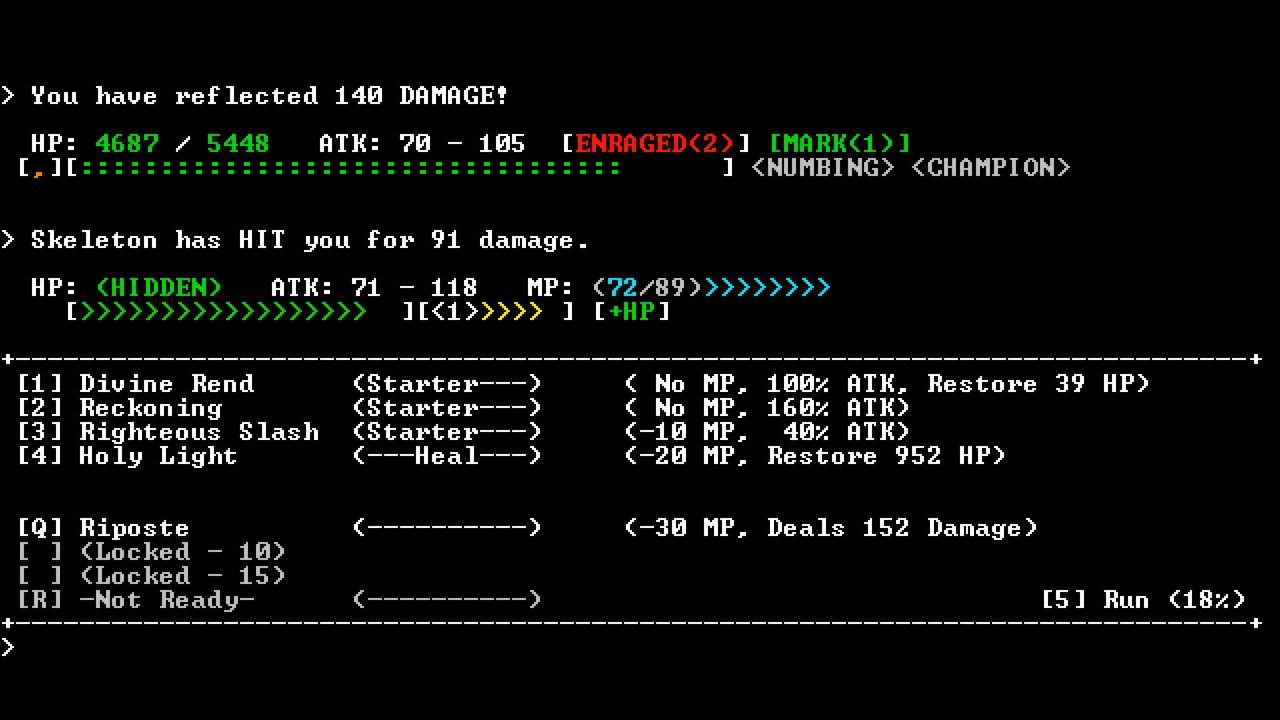 > You have reflected 140 DAMAGE!
HP: 4687 / 5448   ATK: 70 - 105  [ENRAGED(2)] [MARK(1)]
[,][::::::::::::::::::::::::::::::::::             ] <NUMBING> <CHAMPION>
> Skeleton has HIT you for 91 damage.
HP: (HIDDEN)   ATK: 71 - 118   MP: (72/89)>>>>>>>>
[>>>>>>>>>>>>>>>>>>  ][<1>>>>> ] [+HP]
+------------------------------------------------------------------------------+
[1] Divine Rend      (Starter---)     ( No MP, 100% ATK, Restore 39 HP)
[2] Reckoning        (Starter---)     ( No MP, 160% ATK)
[3] Righteous Slash  (Starter---)     (-10 MP,  40% ATK)
[4] Holy Light       (---Heal---)     (-20 MP, Restore 952 HP)
[Q] Riposte          (----------)     (-30 MP, Deals 152 Damage)
[ ] (Locked - 10)
[ ] (Locked - 15)
[R] -Not Ready-      (----------)                               [5] Run (18%)
+------------------------------------------------------------------------------+
>